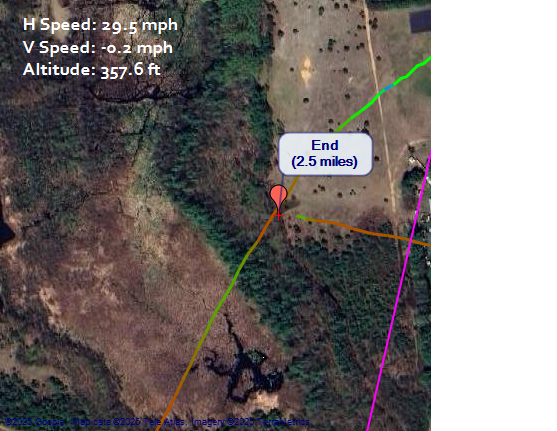 H Speed: 29.5 mph
V Speed: -0.2 mph
Altitude: 357.6 ft
End
(2.5 miles)
©2025 Google - Map data ©2025 Tele Atlas, Imagery ©2025 TerraMetrics